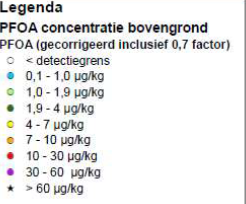 Legenda
PFOA concentratie bovengrond
PFOA (gecorrigeerd inclusief 0,7 factor)
< detectiegrens
0,1 - 1,0 µg/kg
1,0 - 1,9 µg/kg
1,9 - 4 µg/kg
4 - 7 µg/kg
7 - 10 µg/kg
10 - 30 µg/kg
30 - 60 µg/kg
> 60 µg/kg